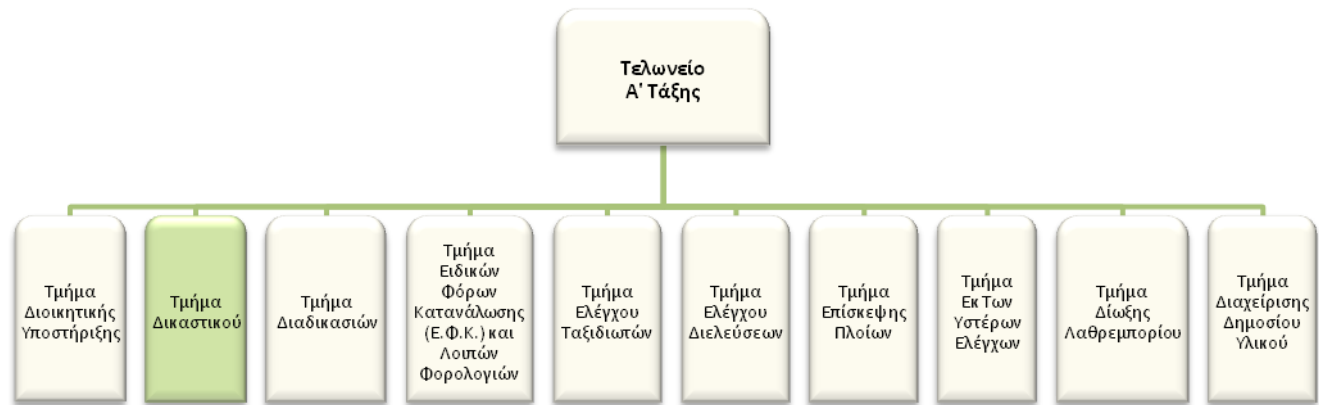 Τελωνείο
Α' Τάξης
Τμήμα
Διοικητικής
Υποστήριξης
Τμήμα
Δικαστικού
Τμήμα
Διαδικασιών
Τμήμα
Ειδικών
Φόρων
Κατανάλωσης
(Ε.Φ.Κ.) και
Λοιπών
Φορολογιών
Τμήμα
Ελέγχου
Ταξιδιωτών
Τμήμα
Ελέγχου
Διελεύσεων
Τμήμα
Επίσκεψης
Πλοίων
Τμήμα
Εκ Των
Υστέρων
Ελέγχων
Τμήμα
Δίωξης
Λαθρεμπορίου
Τμήμα
Διαχείρισης
Δημοσίου
Υλικού